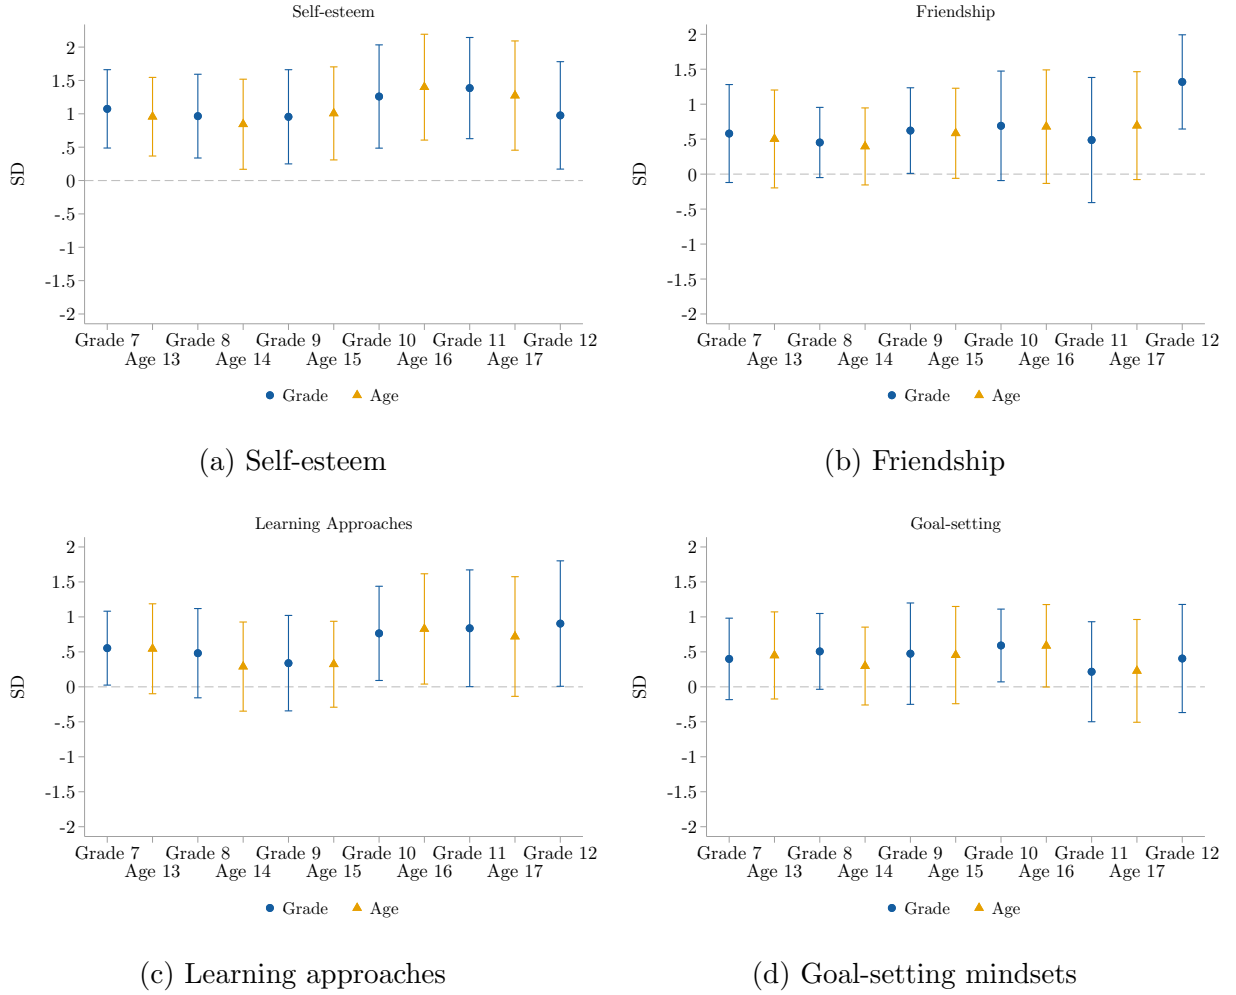 Self-esteem
SD
2
1.5
1
.5
0
-.5
-1
-1.5
-2
Grade 7 Grade 8 Grade 9 Grade 10 Grade 11 Grade 12
Age 13 Age 14 Age 15 Age 16 Age 17
Grade Age
(a) Self-esteem
Friendship
SD
2
1.5
1
.5
0
-.5
-1
-1.5
-2
Grade 7 Grade 8 Grade 9 Grade 10 Grade 11 Grade 12
Age 13 Age 14 Age 15 Age 16 Age 17
Grade Age
(b) Friendship
Learning Approaches
SD
2
1.5
1
.5
0
-.5
-1
-1.5
-2
Grade 7 Grade 8 Grade 9 Grade 10 Grade 11 Grade 12
Age 13 Age 14 Age 15 Age 16 Age 17
Grade Age
(c) Learning approaches
Goal-setting
SD
2
1.5
1
.5
0
-.5
-1
-1.5
-2
Grade 7 Grade 8 Grade 9 Grade 10 Grade 11 Grade 12
Age 13 Age 14 Age 15 Age 16 Age 17
Grade Age
(d) Goal-setting mindsets